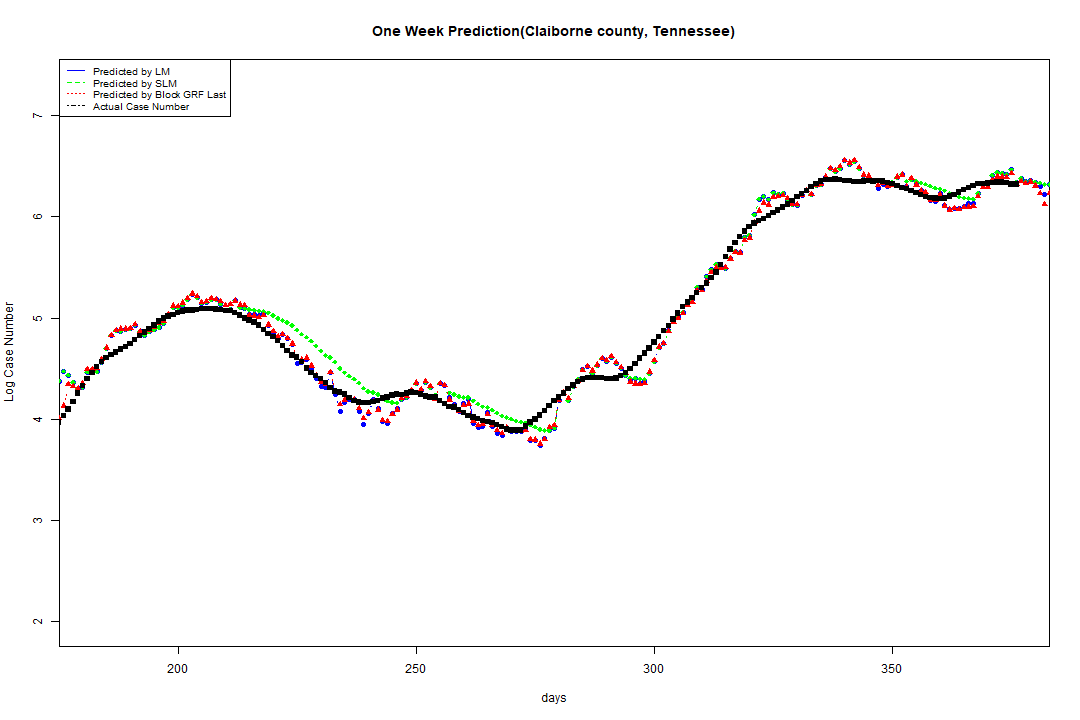 One Week Prediction(Claiborne county, Tennessee)
Predicted by LM
Predicted by SLM
Predicted by Block GRF Last
Actual Case Number
7
6
5
4
3
2
Log Case Number
200 250 300 350
days